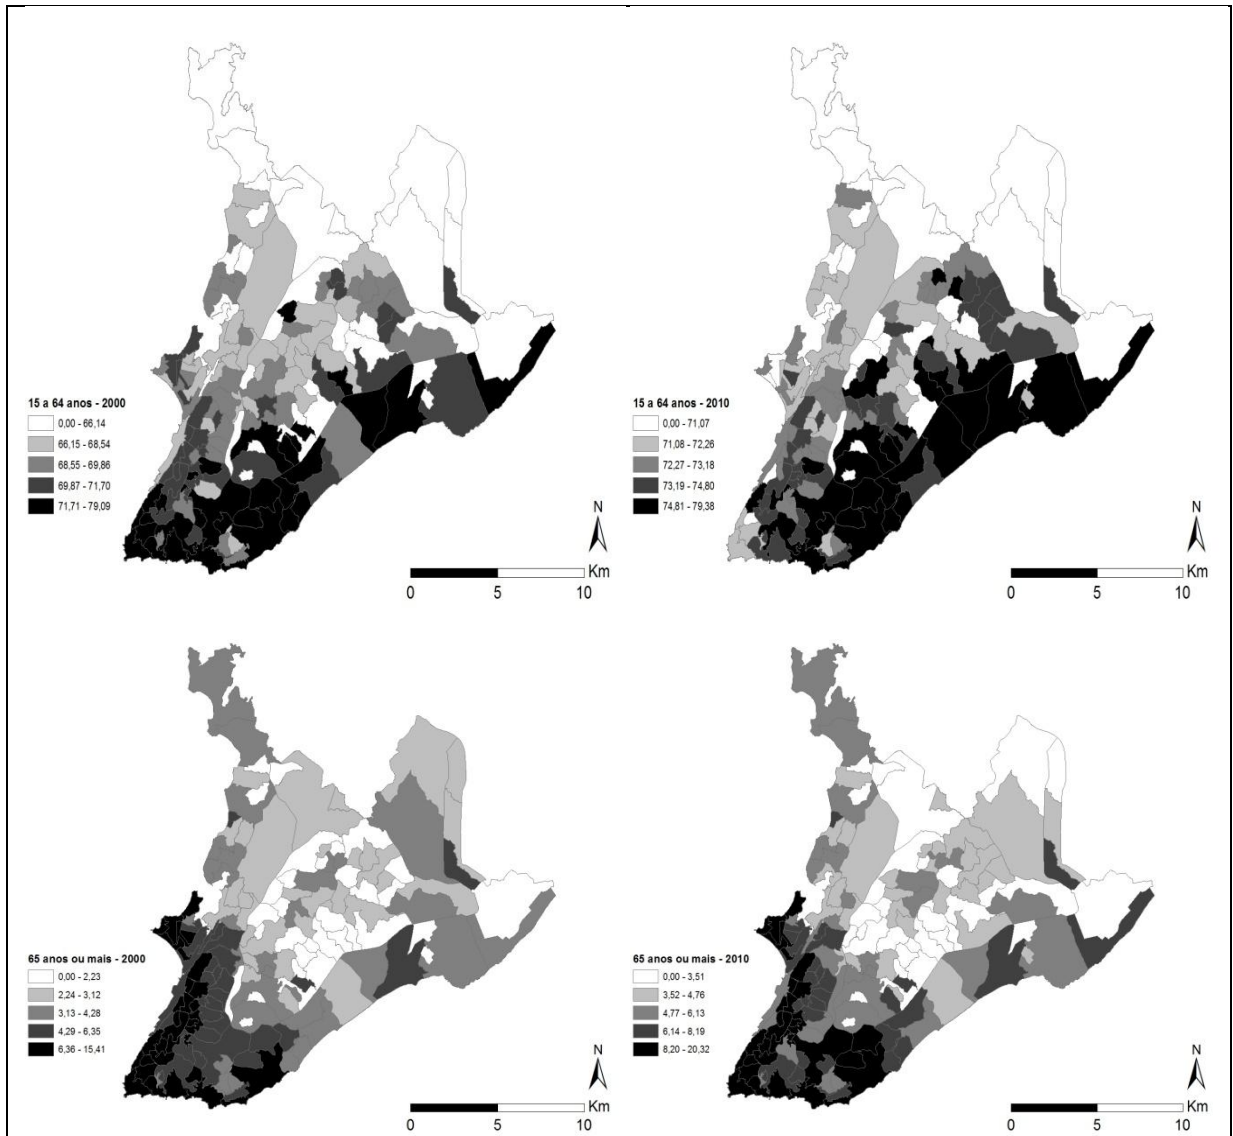 15 a 64 anos - 2000
0,00 - 66,14
66,15 - 68,54
68,55 - 69,86
69,87 - 71,70
71,71 - 79,09
N
Km
0 5 10
15 a 64 anos - 2010
0,00 - 71,07
71,08 - 72,26
72,27 - 73,18
73,19 - 74,80
74,81 - 79,38
N
Km
0 5 10
65 anos ou mais - 2000
0,00 - 2,23
2,24 - 3,12
3,13 - 4,28
4,29 - 6,35
6,36 - 15,41
N
Km
0 5 10
65 anos ou mais - 2010
0,00 - 3,51
3,52 - 4,76
4,77 - 6,13
6,14 - 8,19
8,20 - 20,32
N
Km
0 5 10